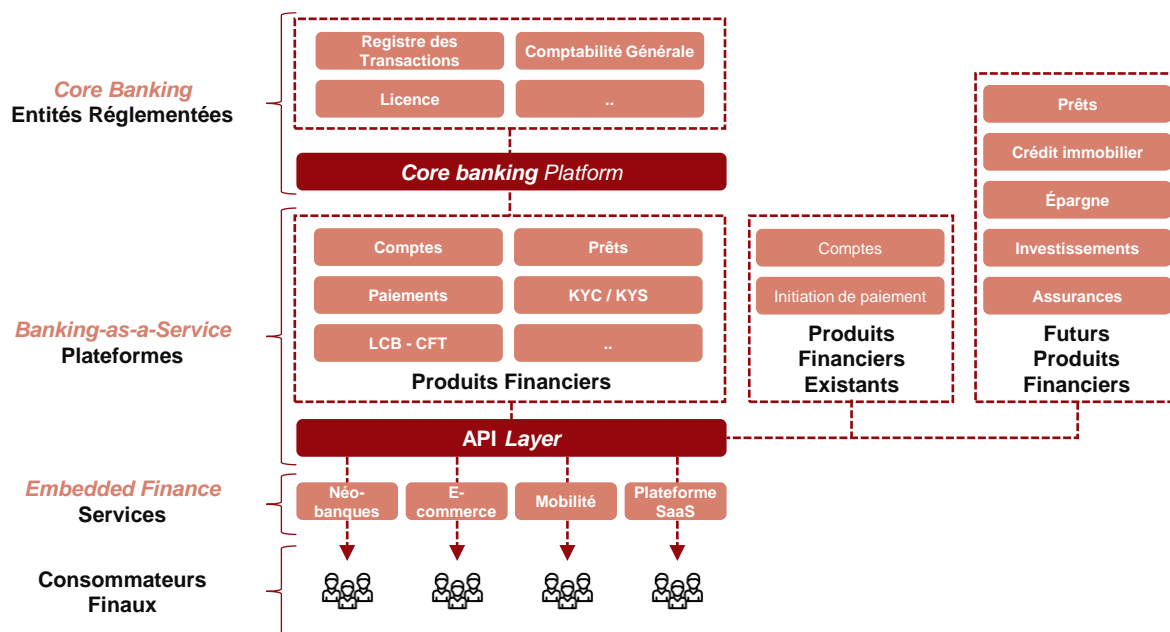 Core Banking
Entités Réglementées
Registre des
Transactions
Comptabilité Générale
Licence
..
Core banking Platform
Banking-as-a-Service
Plateformes
Comptes
Prêts
Paiements
KYC / KYS
LCB - CFT
..
Produits Financiers
Comptes
Initiation de paiement
Produits
Financiers
Existants
Prêts
Crédit immobilier
Épargne
Investissements
Assurances
Futurs
Produits
Financiers
API Layer
Embedded Finance
Services
Néo-
banques
E-
commerce
Mobilité
Plateforme
SaaS
Consommateurs
Finaux